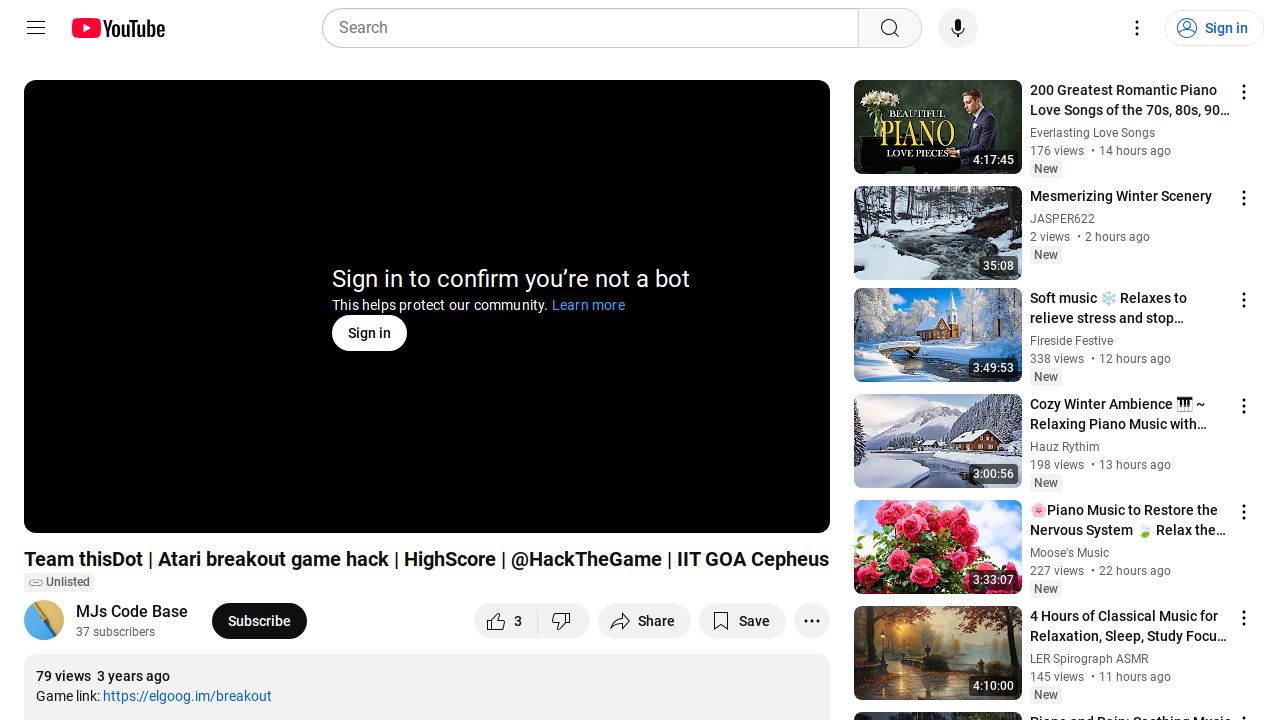 YouTube
Search
Sign in
Sign in to confirm you’re not a bot
This helps protect our community. Learn more
Sign in
Team thisDot | Atari breakout game hack | HighScore | @HackTheGame | IIT GOA Cepheus
Unlisted
MJs Code Base
37 subscribers
Subscribe
3
Share
Save
79 views 3 years ago
Game link: https://elgoog.im/breakout
BEAUTIFUL
PIANO
LOVE PIECES
4:17:45
200 Greatest Romantic Piano
Love Songs of the 70s, 80s, 90...
Everlasting Love Songs
176 views • 14 hours ago
New
35:08
Mesmerizing Winter Scenery
JASPER622
2 views • 2 hours ago
New
3:49:53
Soft music ❄️ Relaxes to
relieve stress and stop...
Fireside Festive
338 views • 12 hours ago
New
3:00:56
Cozy Winter Ambience 🎹 ~
Relaxing Piano Music with...
Hauz Rythim
198 views • 13 hours ago
New
3:33:07
🌸Piano Music to Restore the
Nervous System 🍃 Relax the...
Moose's Music
227 views • 22 hours ago
New
4:10:00
4 Hours of Classical Music for
Relaxation, Sleep, Study Focu...
LER Spirograph ASMR
145 views • 11 hours ago
New
Piano and Rain: Soothing Music